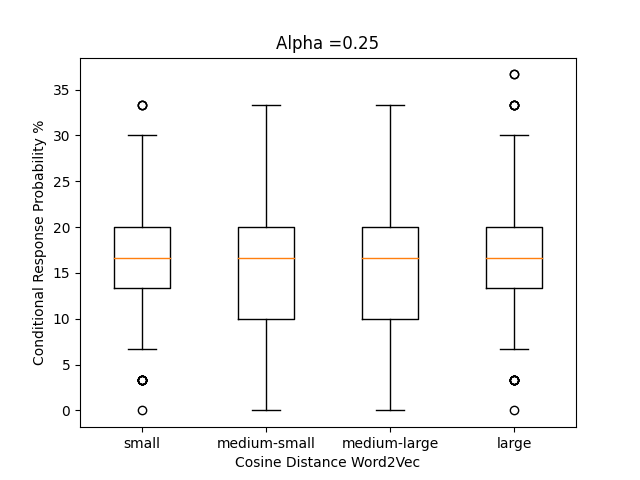 Alpha =0.25
Conditional Response Probability %
35
30
25
20
15
10
5
0
small medium-small medium-large large
Cosine Distance Word2Vec